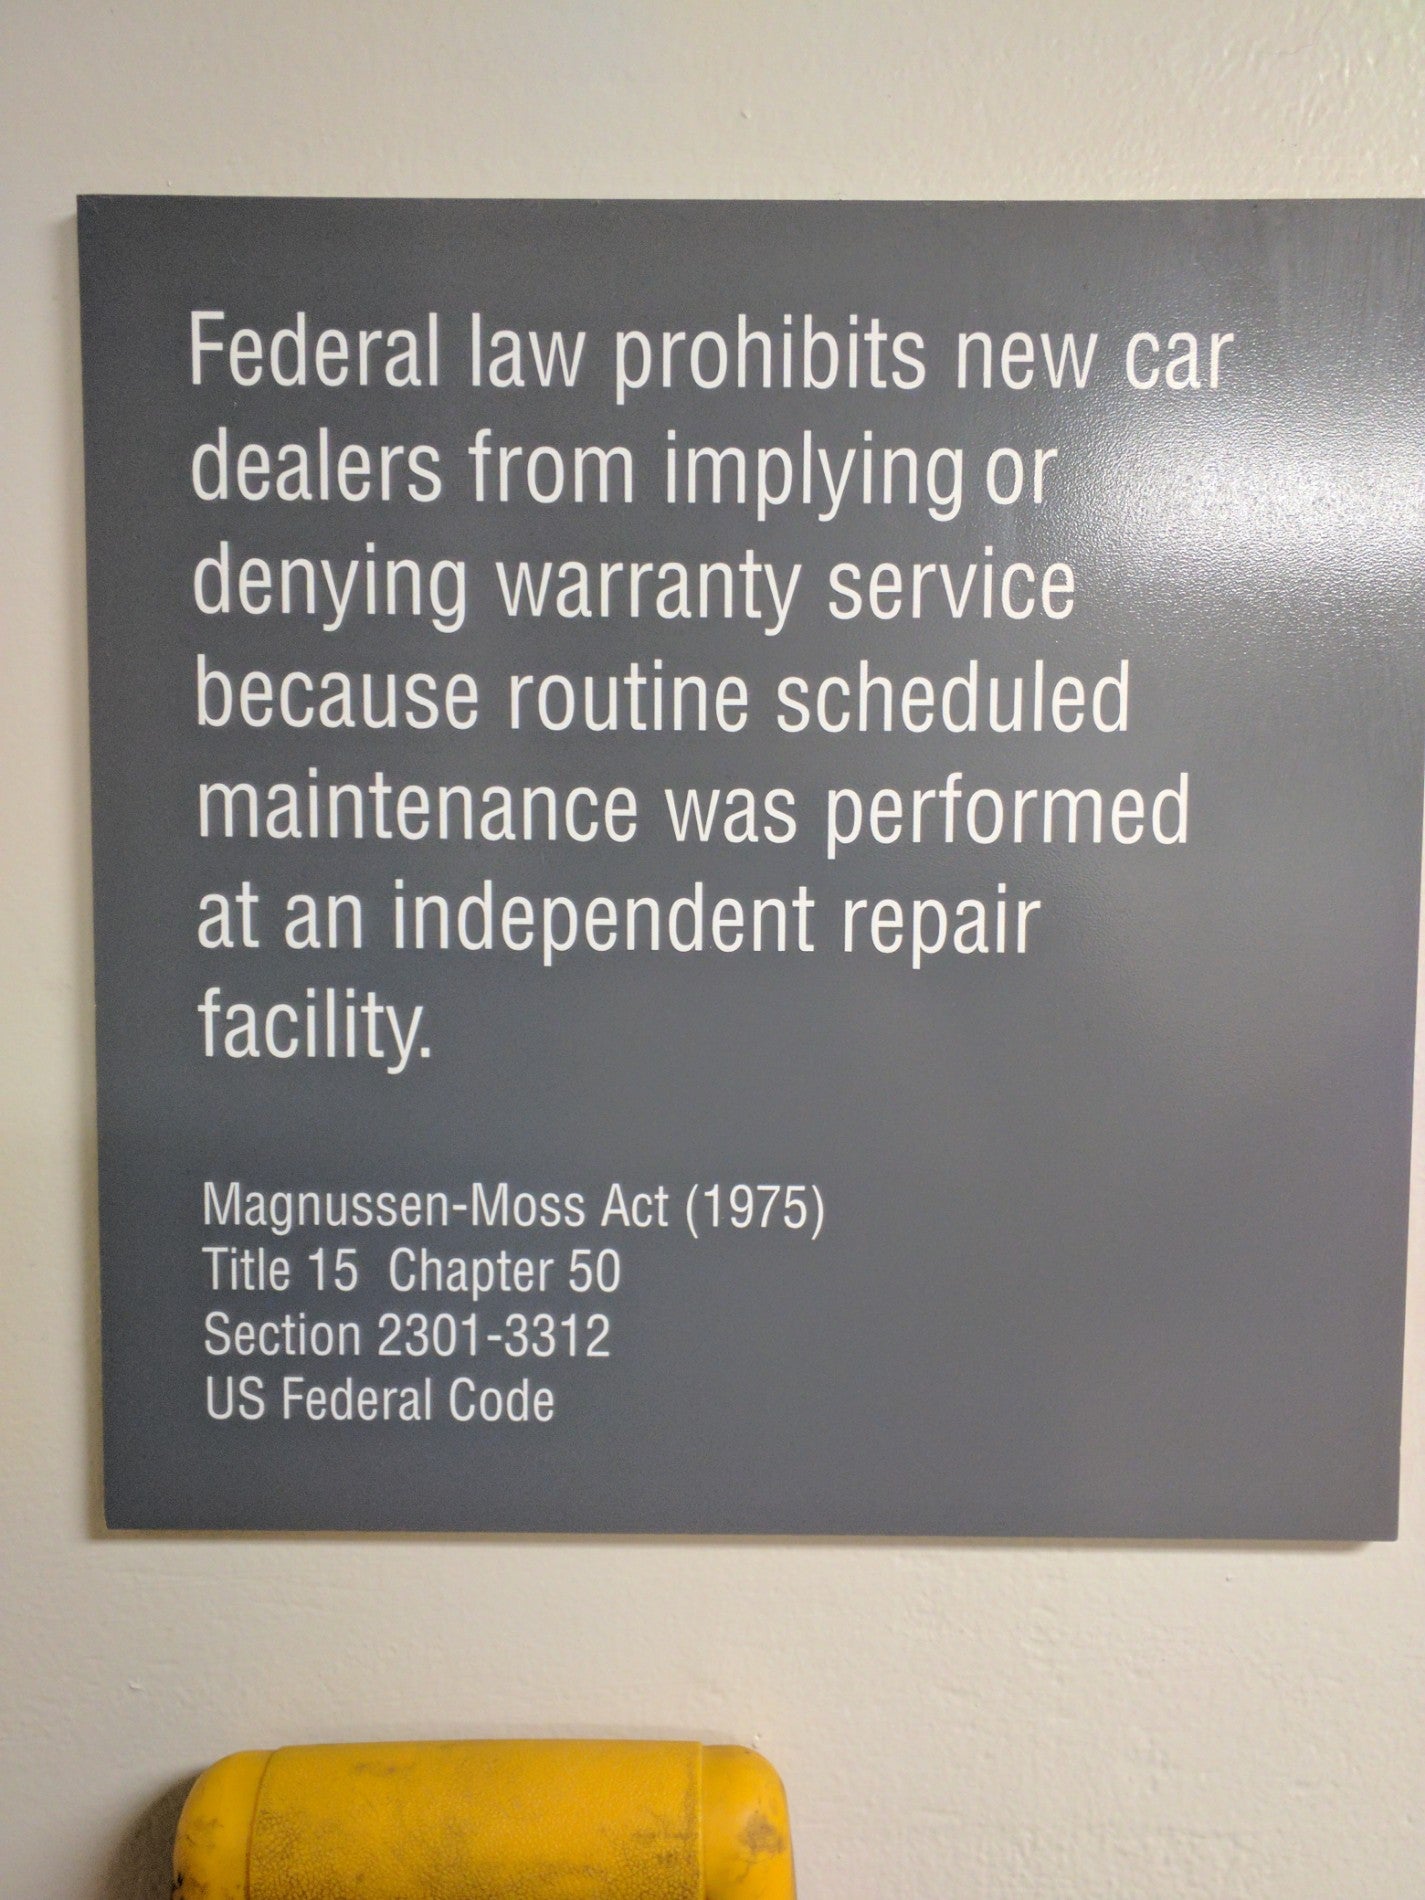 Federal law prohibits new car
dealers from implying or
denying warranty service
because routine scheduled
maintenance was performed
at an independent repair
facility.
Magnussen-Moss Act (1975)
Title 15 Chapter 50
Section 2301-3312
US Federal Code